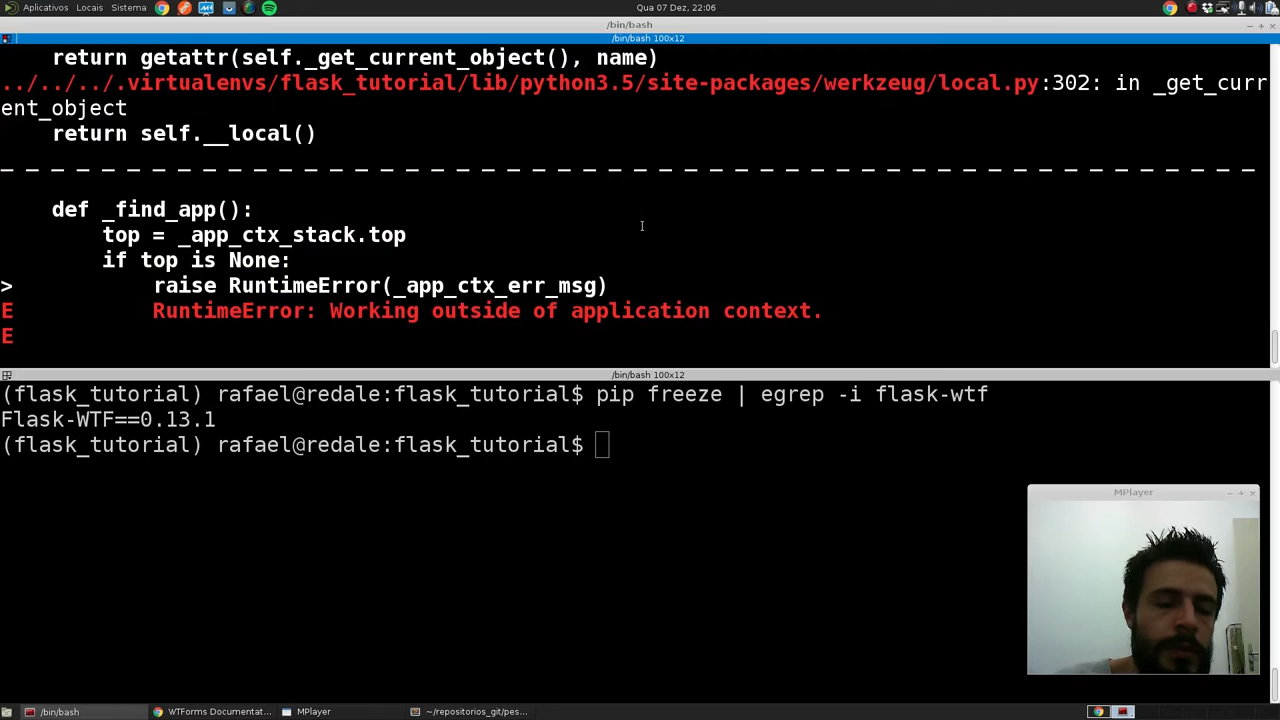 Aplicativos Locais Sistema Qua 07 Dez, 22:06
/bin/bash
/bin/bash 100x12
return getattr(self._get_current_object(), name)
../../../.virtualenvs/flask_tutorial/lib/python3.5/site-packages/werkzeug/local.py:302: in _get_curr
ent_object
return self.__local()
_ _ _ _ _ _ _ _ _ _ _ _ _ _ _ _ _ _ _ _ _ _ _ _ _ _ _ _ _ _ _ _ _ _ _ _ _ _ _ _ _ _ _ _ _ _ _ _ _ _
def _find_app():
top = _app_ctx_stack.top
if top is None:
> raise RuntimeError(_app_ctx_err_msg)
E RuntimeError: Working outside of application context.
E
/bin/bash 100x12
(flask_tutorial) rafael@redale:flask_tutorial$ pip freeze | egrep -i flask-wtf
Flask-WTF==0.13.1
(flask_tutorial) rafael@redale:flask_tutorial$
MPlayer
/bin/bash WTForms Documentat... MPlayer ~/repositorios_git/pes...